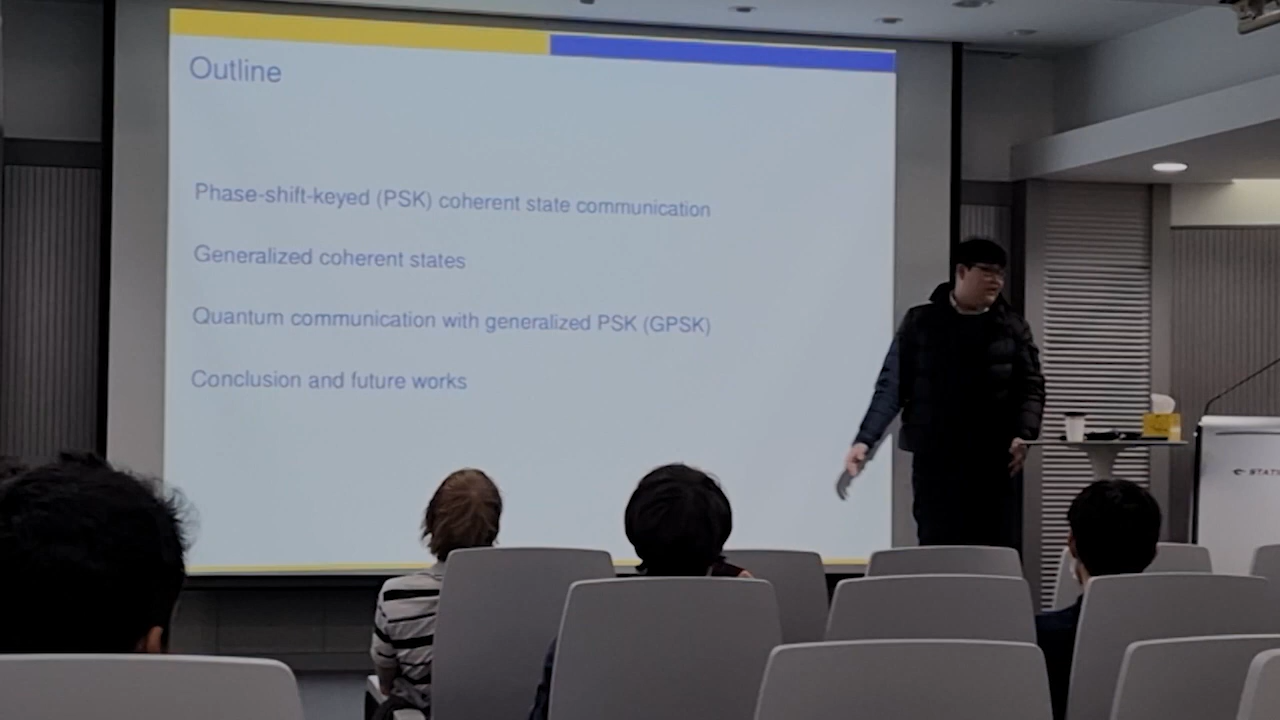 Outline
Phase-shift-keyed (PSK) coherent state communication
Generalized coherent states
Quantum communication with generalized PSK (GPSK)
Conclusion and future works